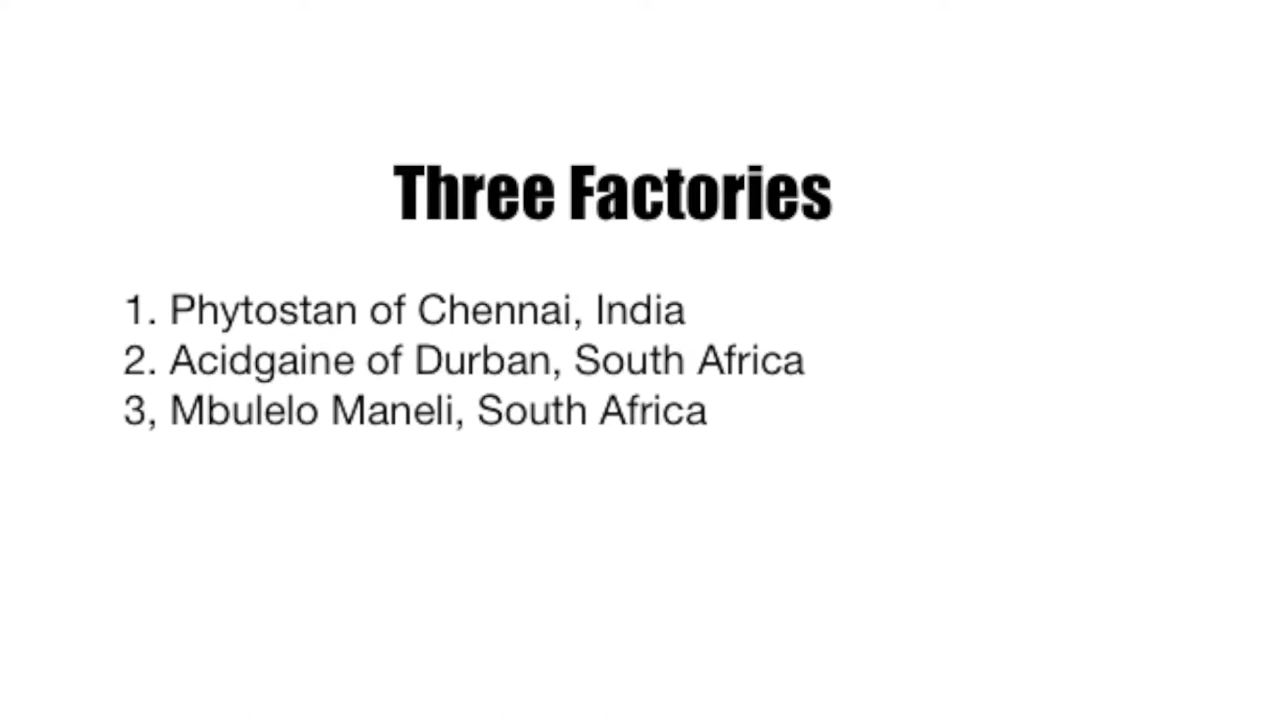 Three Factories
1. Phytostan of Chennai, India
2. Acidgaine of Durban, South Africa
3, Mbulelo Maneli, South Africa